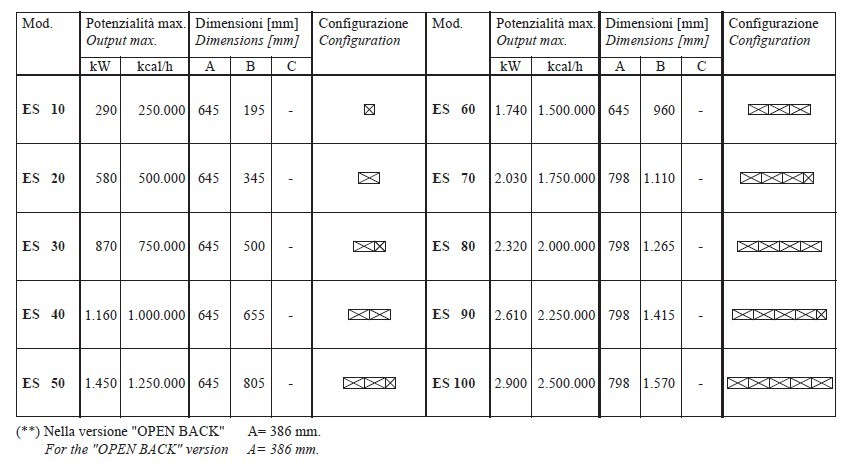 Mod. Potenzialità max. Dimensioni [mm] Configurazione Mod. Potenzialità max. Dimensioni [mm] Configurazione
Output max. Dimensions [mm] Configuration Output max. Dimensions [mm] Configuration
kW kcal/h A B C kW kcal/h A B C
ES 10 290 250.000 645 195 - ES 60 1.740 1.500.000 645 960 -
ES 20 580 500.000 645 345 - ES 70 2.030 1.750.000 798 1.110 -
ES 30 870 750.000 645 500 - ES 80 2.320 2.000.000 798 1.265 -
ES 40 1.160 1.000.000 645 655 - ES 90 2.610 2.250.000 798 1.415 -
ES 50 1.450 1.250.000 645 805 - ES 100 2.900 2.500.000 798 1.570 -
(**) Nella versione "OPEN BACK" A= 386 mm.
For the "OPEN BACK" version A= 386 mm.